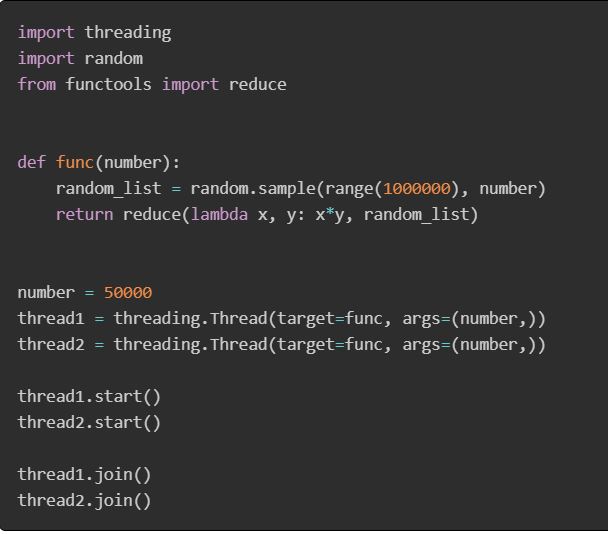 import threading
import random
from functools import reduce
def func(number):
    random_list = random.sample(range(1000000), number)
    return reduce(lambda x, y: x*y, random_list)
number = 50000
thread1 = threading.Thread(target=func, args=(number,))
thread2 = threading.Thread(target=func, args=(number,))
thread1.start()
thread2.start()
thread1.join()
thread2.join()